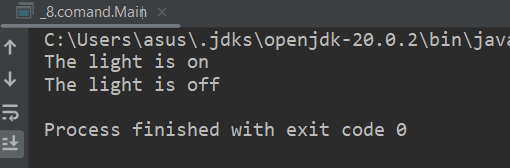 _8.comand.Main
C:\Users\asus\.jdks\openjdk-20.0.2\bin\java
The light is on
The light is off
Process finished with exit code 0